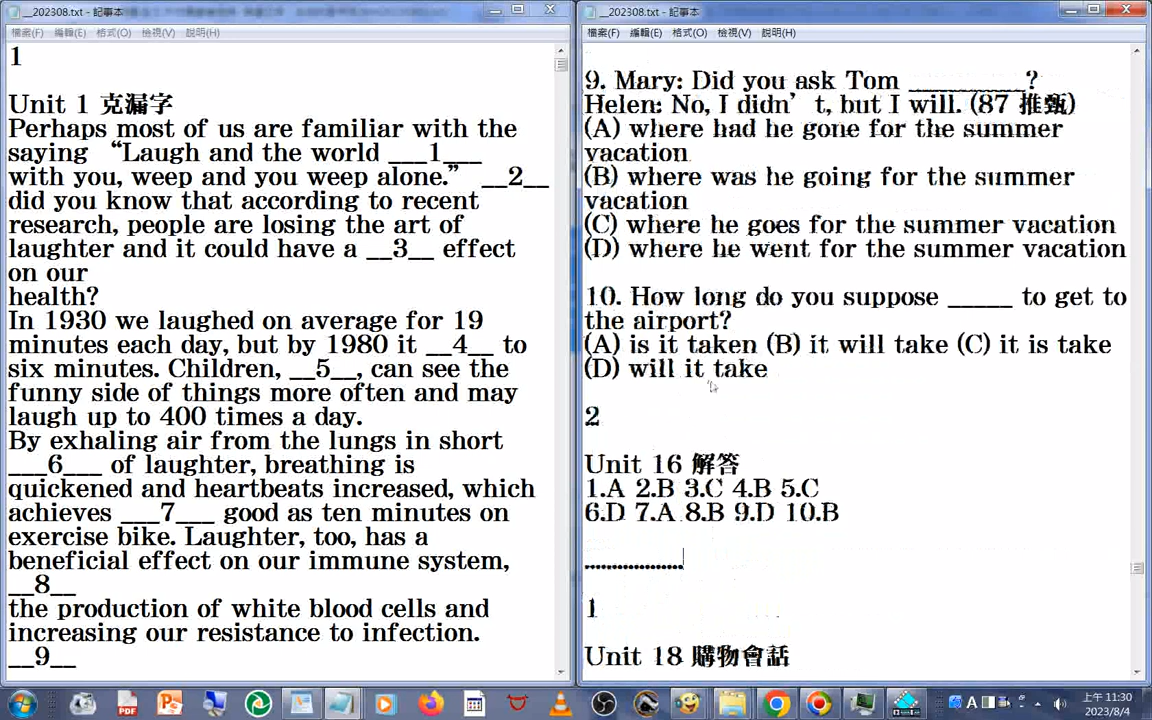 __202308.txt - 記事本
檔案(F) 編輯(E) 格式(O) 檢視(V) 說明(H)
1
Unit 1 克漏字
Perhaps most of us are familiar with the
saying “Laugh and the world ___1___
with you, weep and you weep alone.” __2__
did you know that according to recent
research, people are losing the art of
laughter and it could have a __3__ effect
on our
health?
In 1930 we laughed on average for 19
minutes each day, but by 1980 it __4__ to
six minutes. Children, __5__, can see the
funny side of things more often and may
laugh up to 400 times a day.
By exhaling air from the lungs in short
___6___ of laughter, breathing is
quickened and heartbeats increased, which
achieves ___7___ good as ten minutes on
exercise bike. Laughter, too, has a
beneficial effect on our immune system,
__8__
the production of white blood cells and
increasing our resistance to infection.
__9__
__202308.txt - 記事本
檔案(F) 編輯(E) 格式(O) 檢視(V) 說明(H)
9. Mary: Did you ask Tom _________?
Helen: No, I didn’t, but I will. (87 推甄)
(A) where had he gone for the summer
vacation
(B) where was he going for the summer
vacation
(C) where he goes for the summer vacation
(D) where he went for the summer vacation
10. How long do you suppose _____ to get to
the airport?
(A) is it taken (B) it will take (C) it is take
(D) will it take
2
Unit 16 解答
1.A 2.B 3.C 4.B 5.C
6.D 7.A 8.B 9.D 10.B
..................
1
Unit 18 購物會話
PDF
A
上午 11:30
2023/8/4